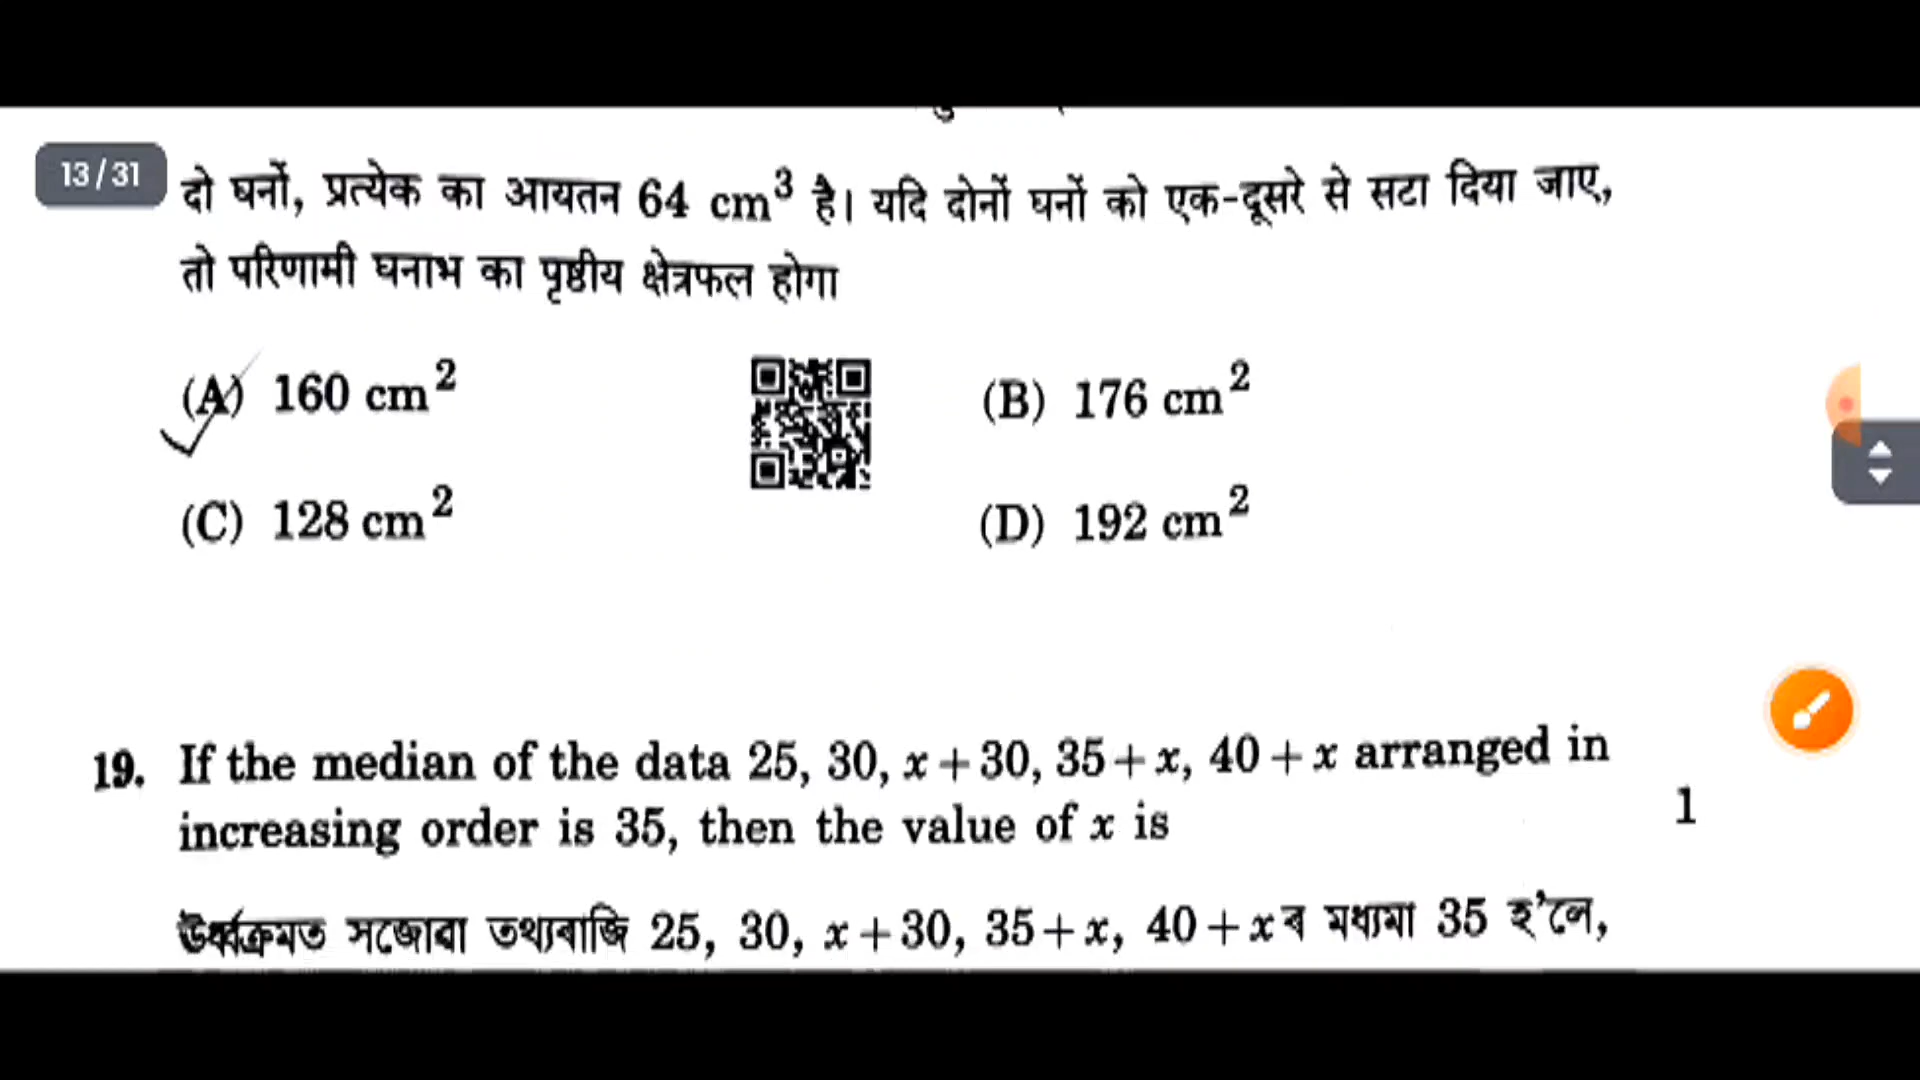 13/31
दो घनों, प्रत्येक का आयतन 64 cm³ है। यदि दोनों घनों को एक-दूसरे से सटा दिया जाए,
तो परिणामी घनाभ का पृष्ठीय क्षेत्रफल होगा
(A) 160 cm² (B) 176 cm²
(C) 128 cm² (D) 192 cm²
19. If the median of the data 25, 30, x + 30, 35 + x, 40 + x arranged in
increasing order is 35, then the value of x is 1
ঊৰ্ধ্বক্ৰমত সজোৱা তথ্যৰাজি 25, 30, x + 30, 35 + x, 40 + x ৰ মধ্যমা 35 হ'লে,